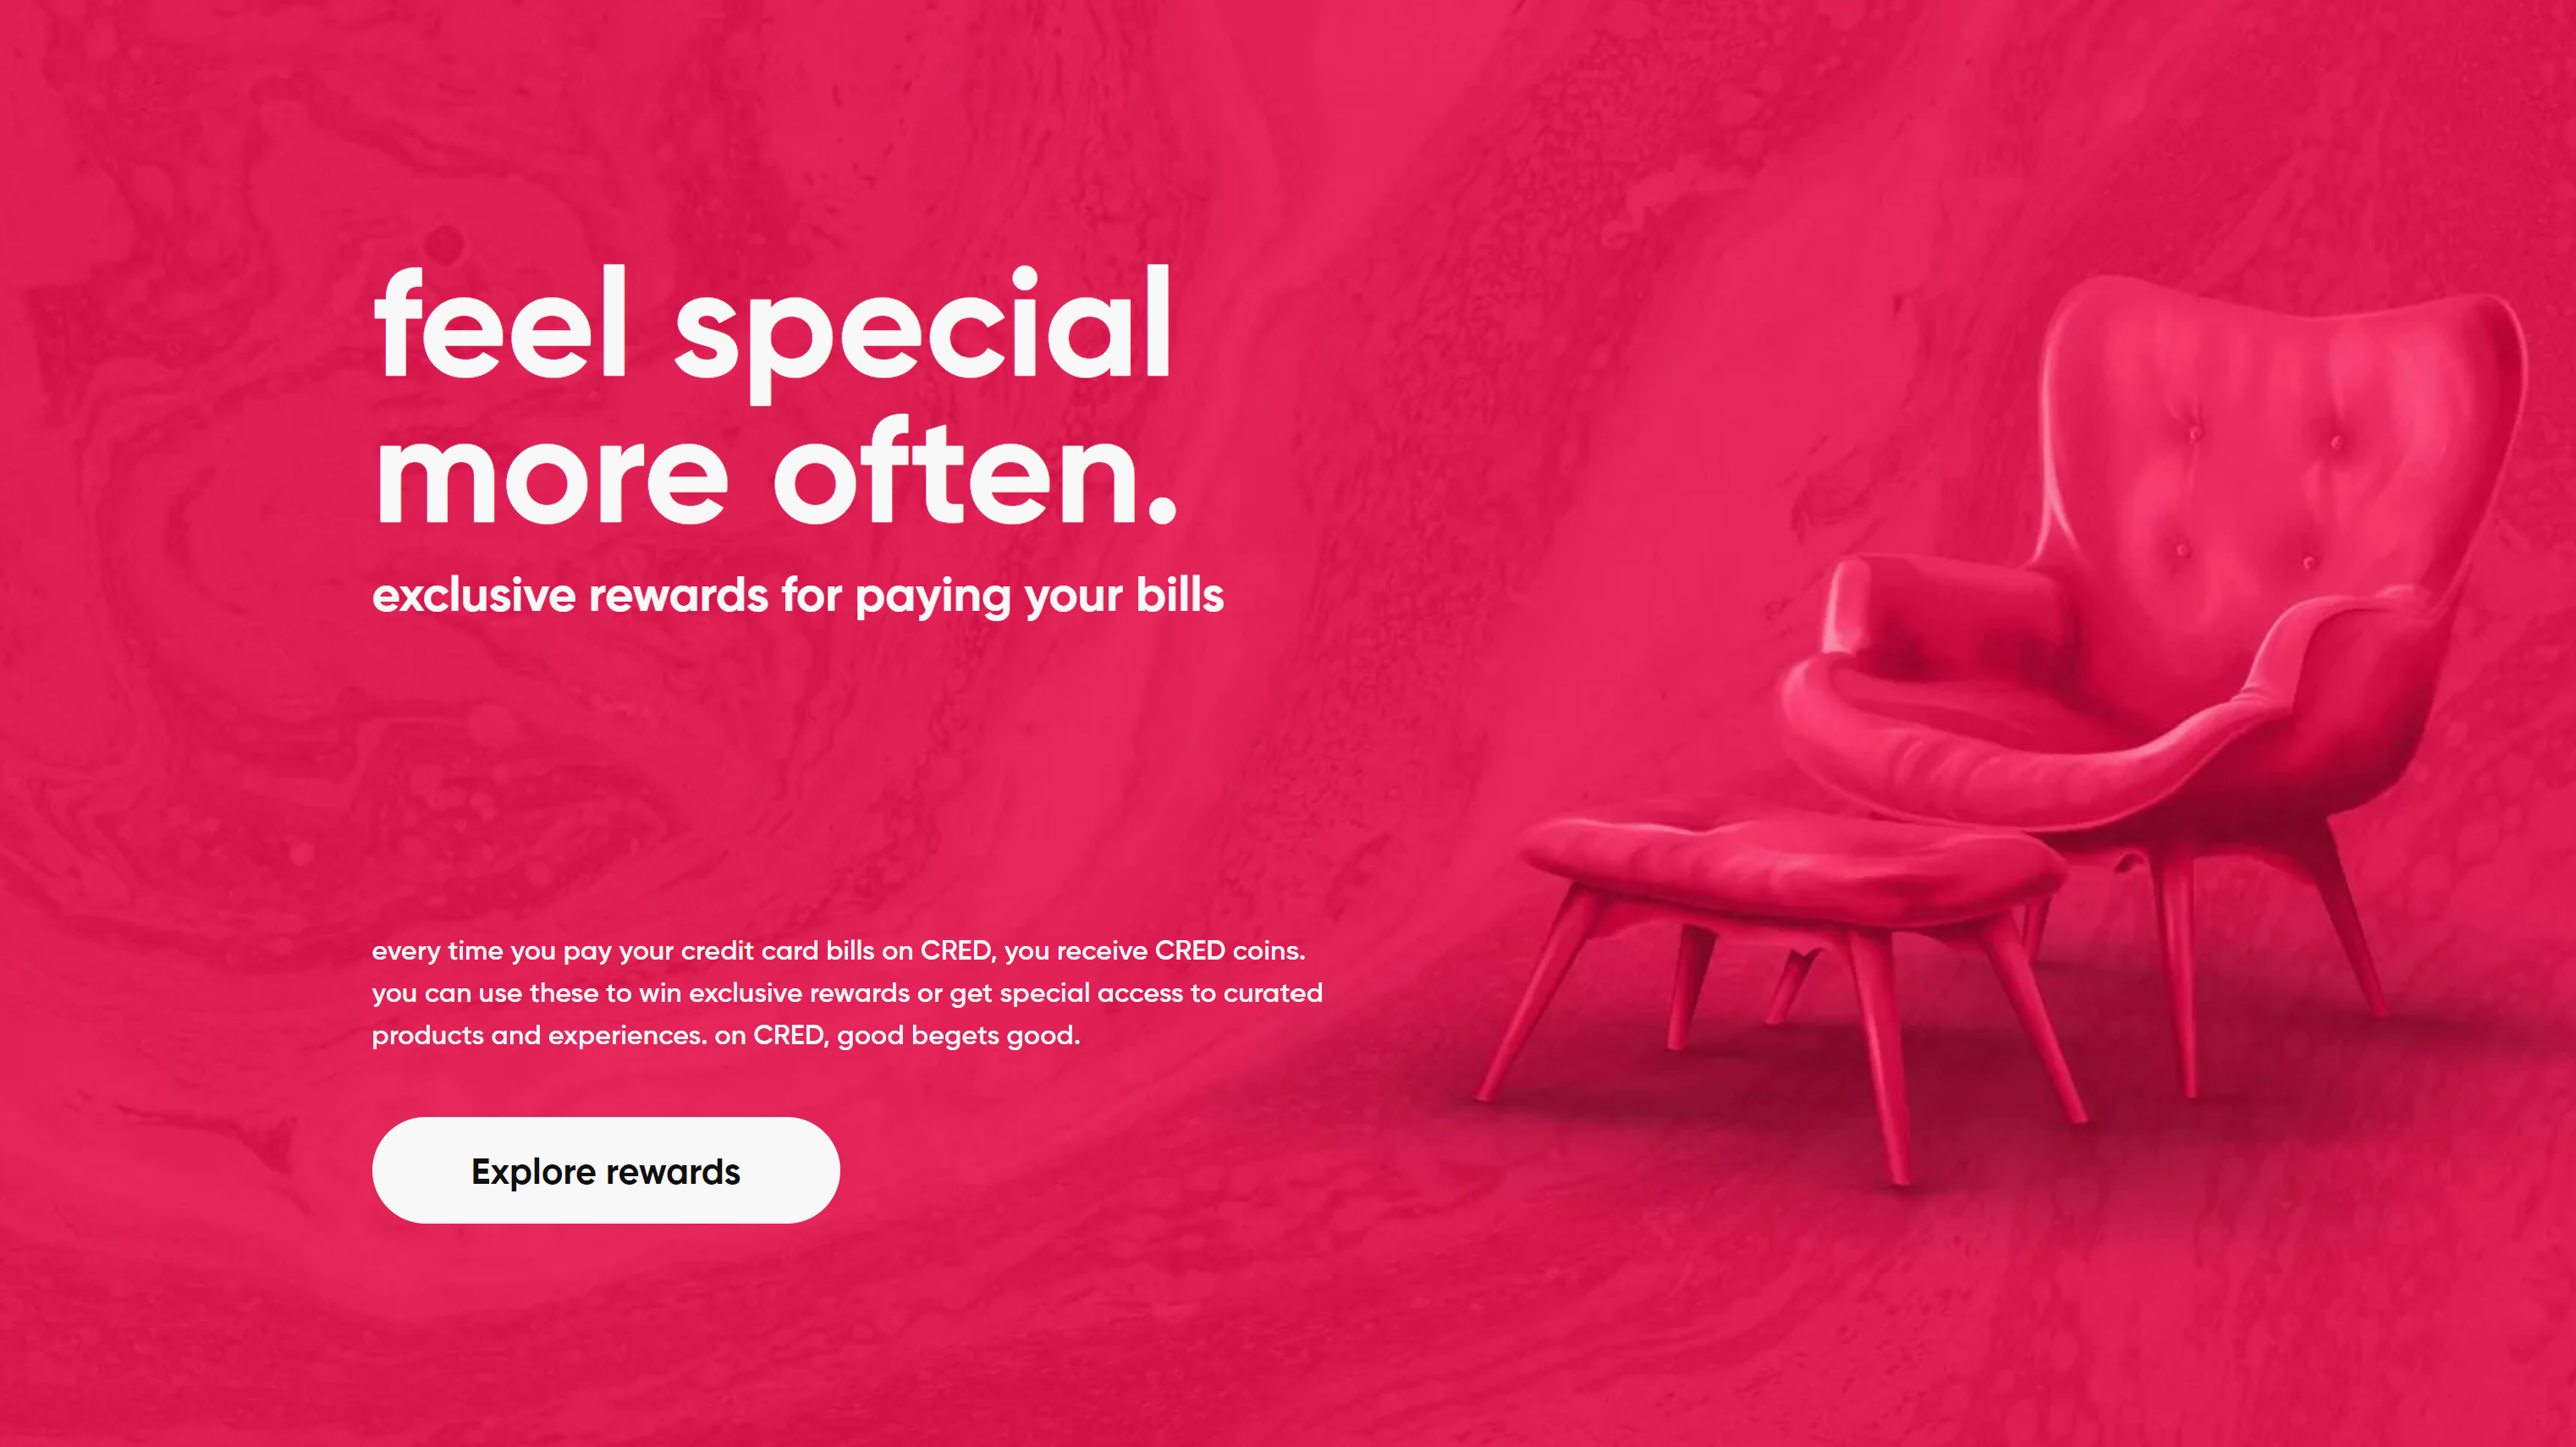 feel special
more often.
exclusive rewards for paying your bills
every time you pay your credit card bills on CRED, you receive CRED coins.
you can use these to win exclusive rewards or get special access to curated
products and experiences. on CRED, good begets good.
Explore rewards